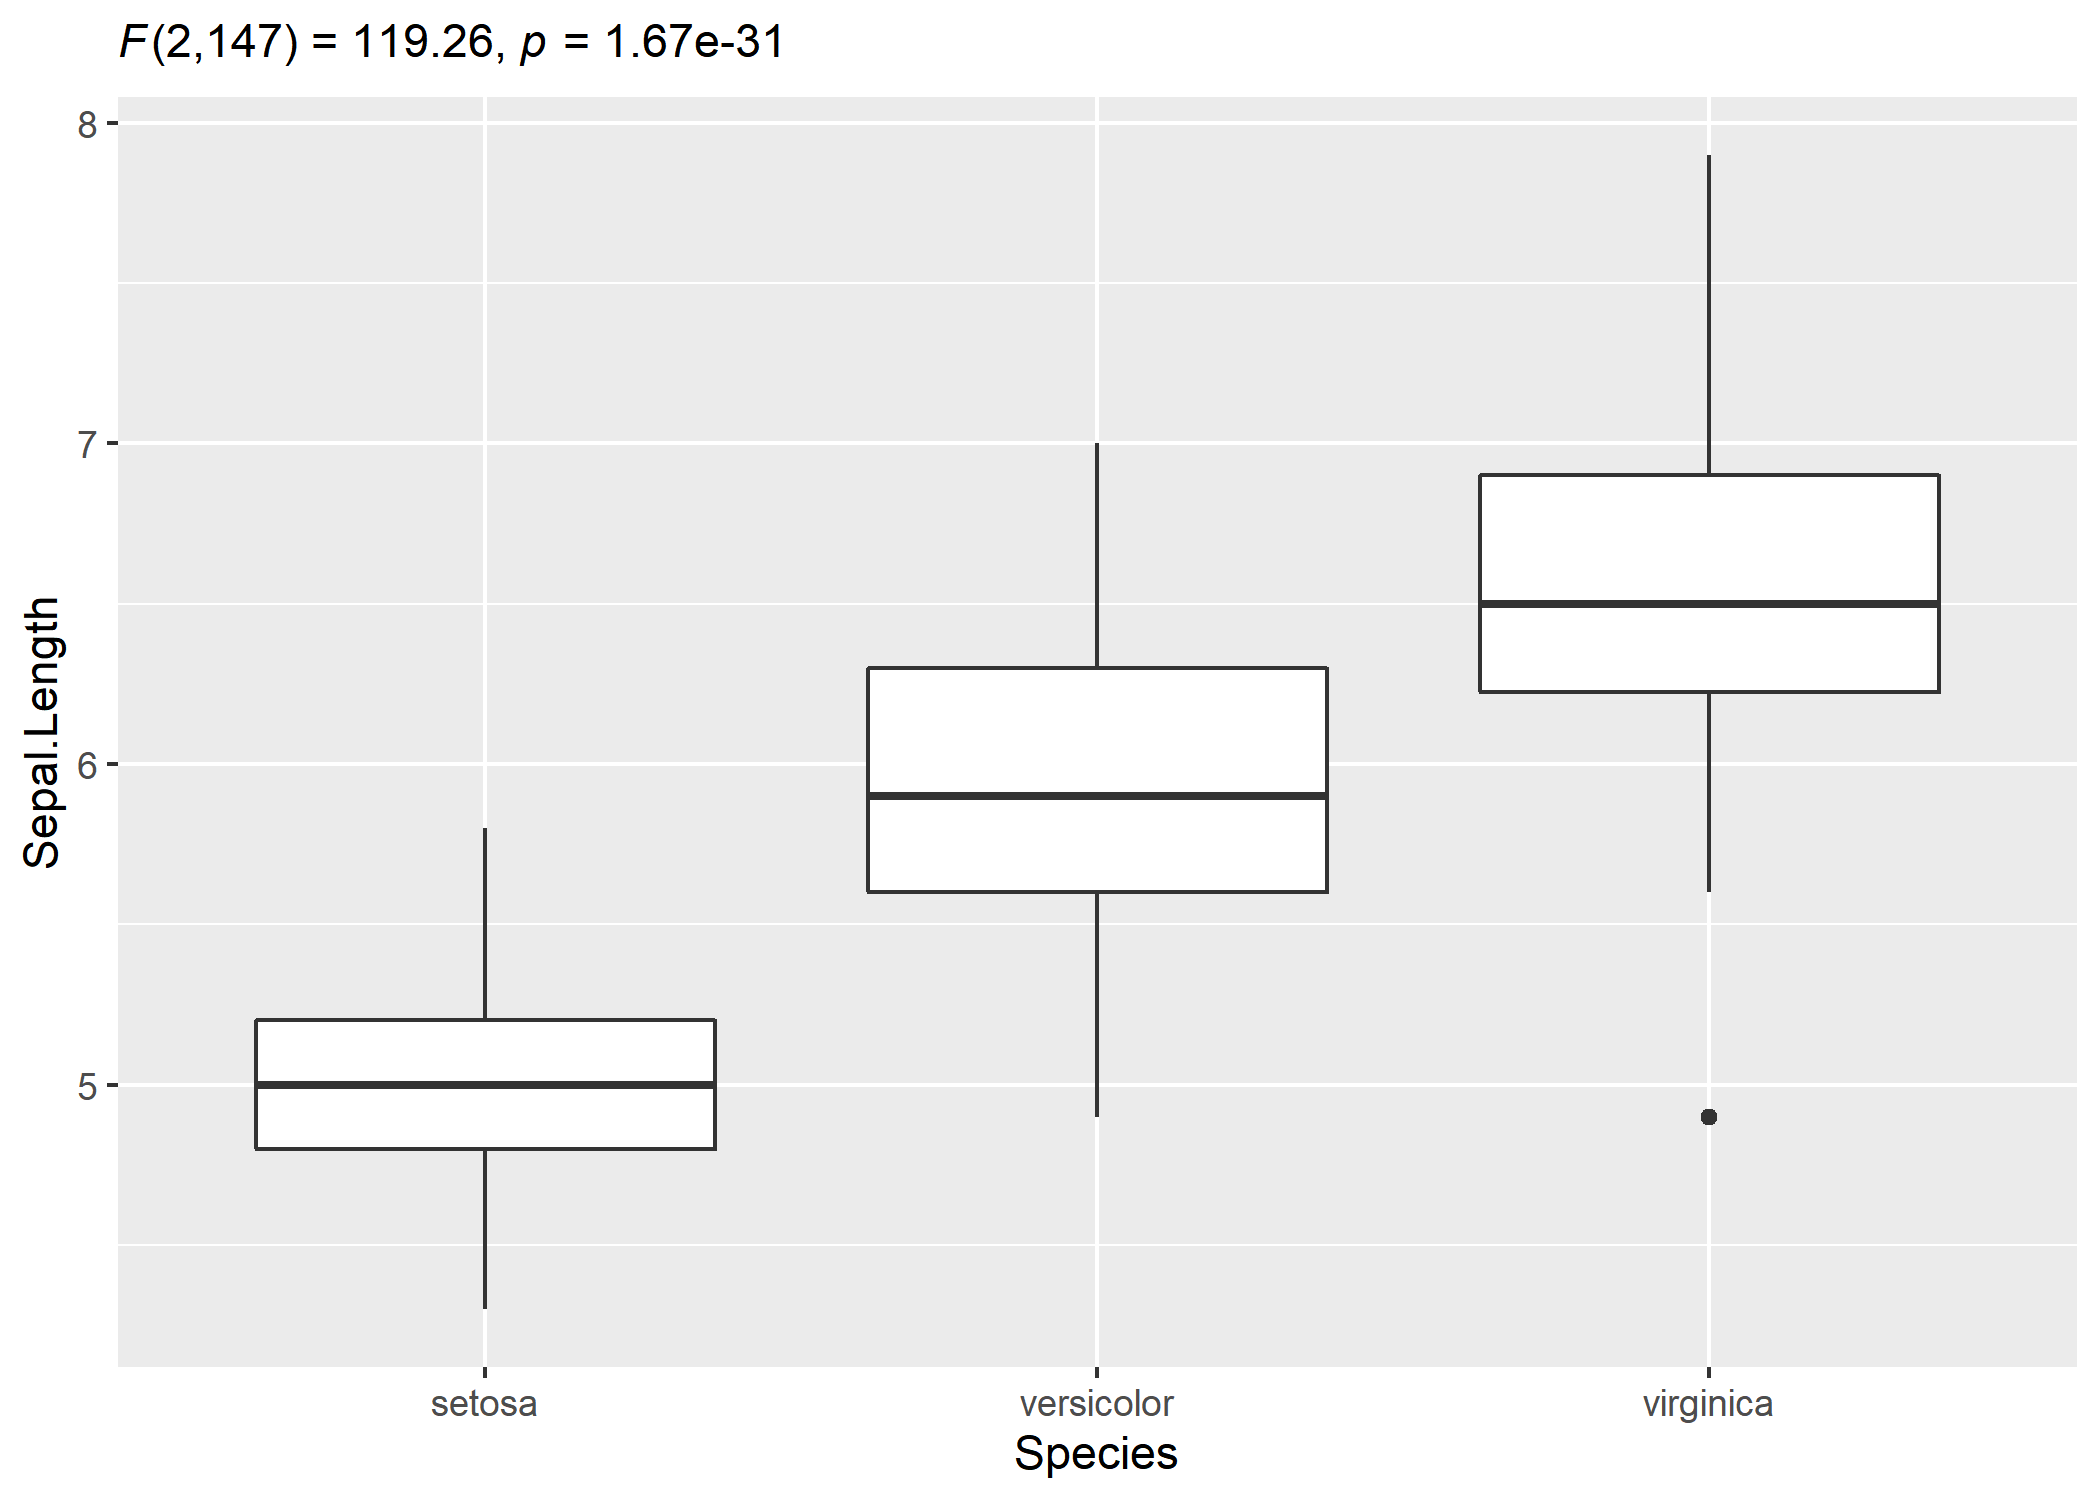 F(2,147) = 119.26, p = 1.67e-31
8
7
6
5
Sepal.Length
setosa versicolor virginica
Species